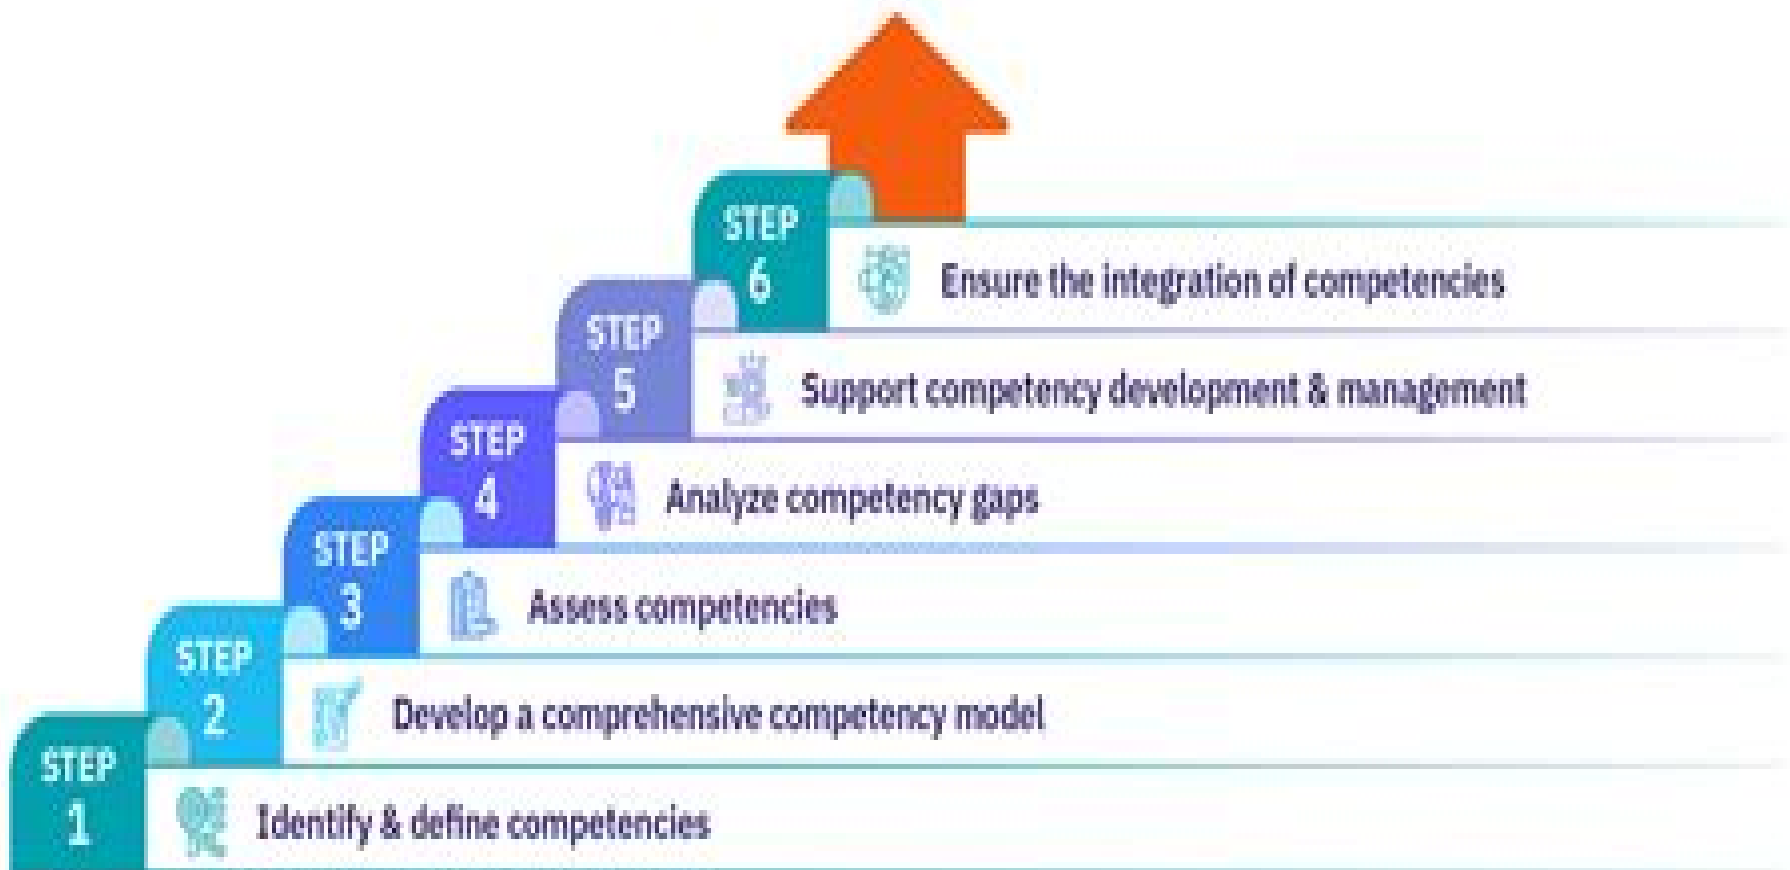 STEP
6
Ensure the integration of competencies
STEP
5
Support competency development & management
STEP
4
Analyze competency gaps
STEP
3
Assess competencies
STEP
2
Develop a comprehensive competency model
STEP
1
Identify & define competencies